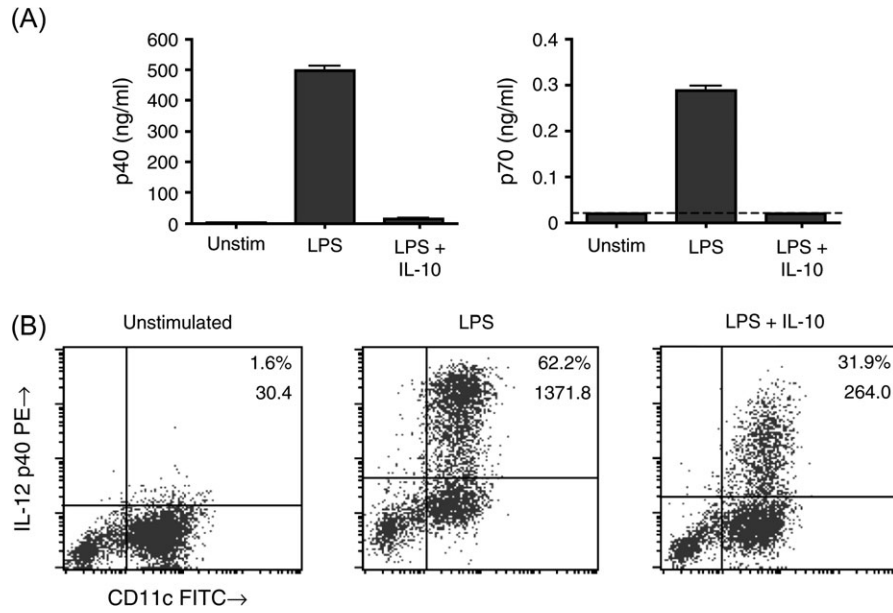 (A)
600
500
400
300
200
100
0
p40 (ng/ml)
Unstim
LPS
LPS +
IL-10
0.4
0.3
0.2
0.1
0
p70 (ng/ml)
Unstim
LPS
LPS +
IL-10
(B)
Unstimulated
1.6%
30.4
LPS
62.2%
1371.8
LPS + IL-10
31.9%
264.0
IL-12 p40 PE→
CD11c FITC→